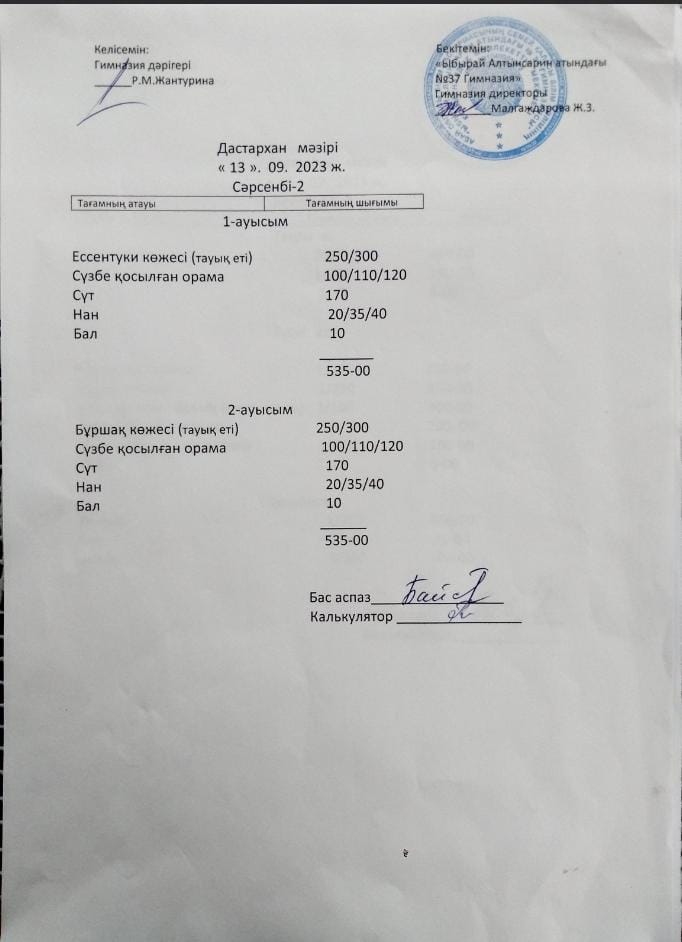 Келісемін:
Гимназия дәрігері
______Р.М.Жантурина
Бекітемін:
«Ыбырай Алтынсарин атындағы
№37 Гимназия»
Гимназия директоры
Малгаждарова Ж.З.
Дастархан мәзірі
« 13 ». 09. 2023 ж.
Сәрсенбі-2
Тағамның атауы Тағамның шығымы
1-ауысым
Ессентуки көжесі (тауық еті) 250/300
Сүзбе қосылған орама 100/110/120
Сүт 170
Нан 20/35/40
Бал 10
535-00
2-ауысым
Бұршақ көжесі (тауық еті) 250/300
Сүзбе қосылған орама 100/110/120
Сүт 170
Нан 20/35/40
Бал 10
535-00
Бас аспаз
Калькулятор